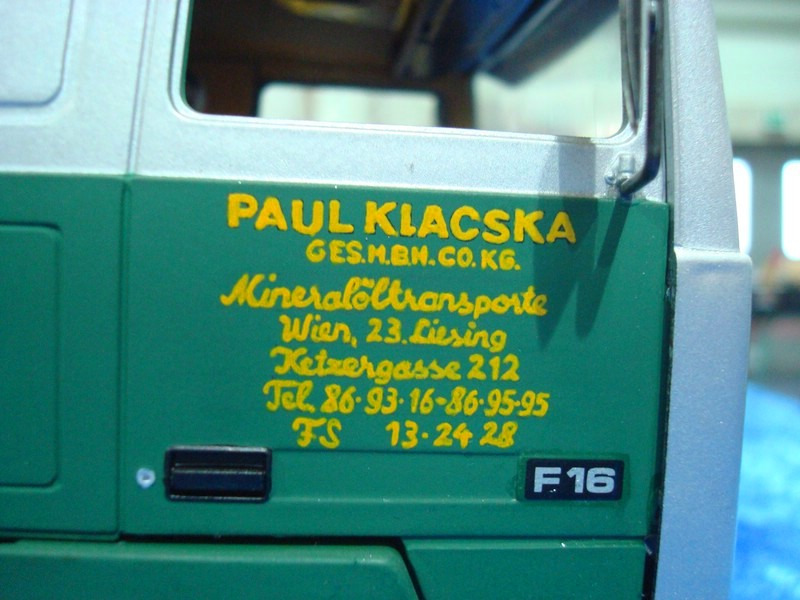 PAUL KLACSKA
GES.M.B.H.CO.KG.
Mineralöltransporte
Wien, 23. Liesing
Ketzergasse 212
Tel. 86·93·16-86·95·95
FS 13·24 28
F16